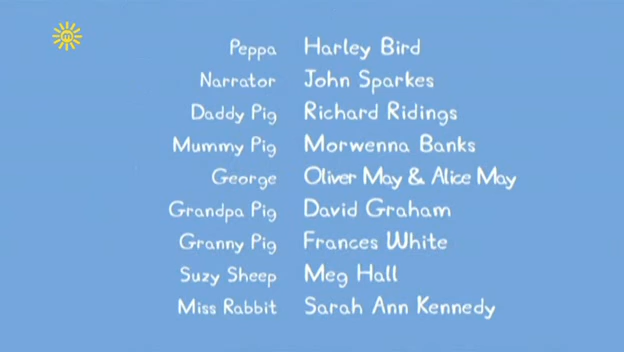 Peppa Harley Bird
Narrator John Sparkes
Daddy Pig Richard Ridings
Mummy Pig Morwenna Banks
George Oliver May & Alice May
Grandpa Pig David Graham
Granny Pig Frances White
Suzy Sheep Meg Hall
Miss Rabbit Sarah Ann Kennedy